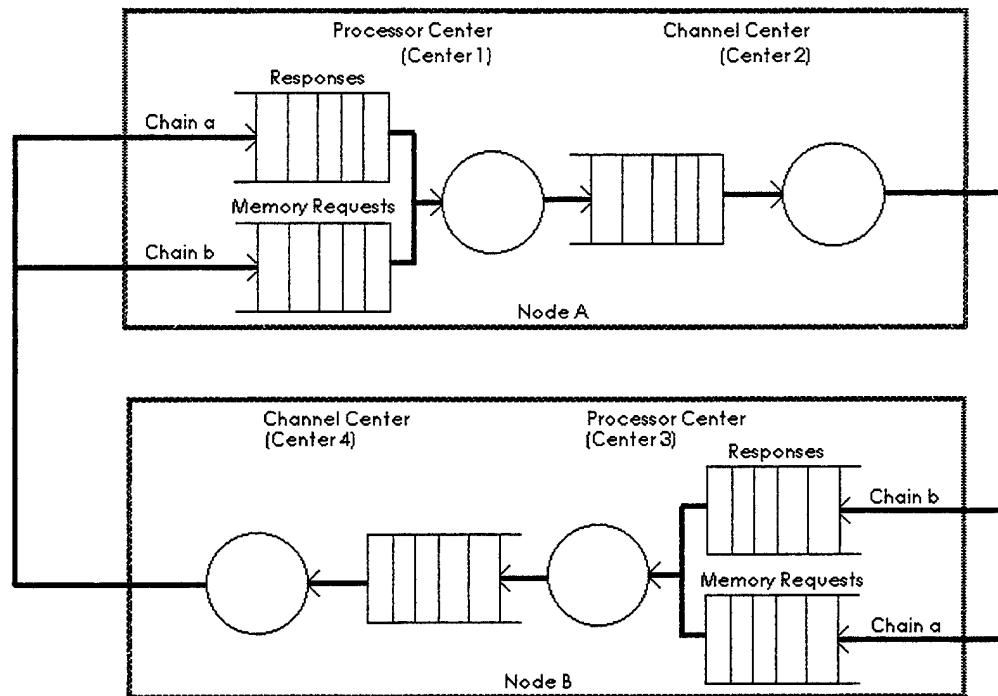 Processor Center
(Center 1)
Channel Center
(Center 2)
Responses
Chain a
Memory Requests
Chain b
Node A
Channel Center
(Center 4)
Processor Center
(Center 3)
Responses
Chain b
Memory Requests
Chain a
Node B